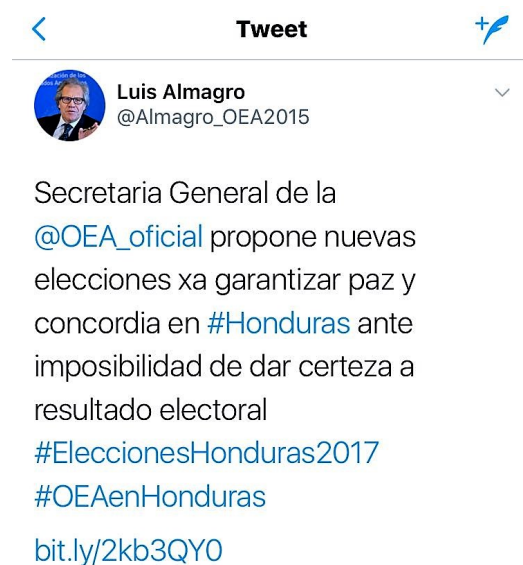 Tweet
Luis Almagro
@Almagro_OEA2015
Secretaria General de la
@OEA_oficial propone nuevas
elecciones xa garantizar paz y
concordia en #Honduras ante
imposibilidad de dar certeza a
resultado electoral
#EleccionesHonduras2017
#OEAenHonduras
bit.ly/2kb3QY0